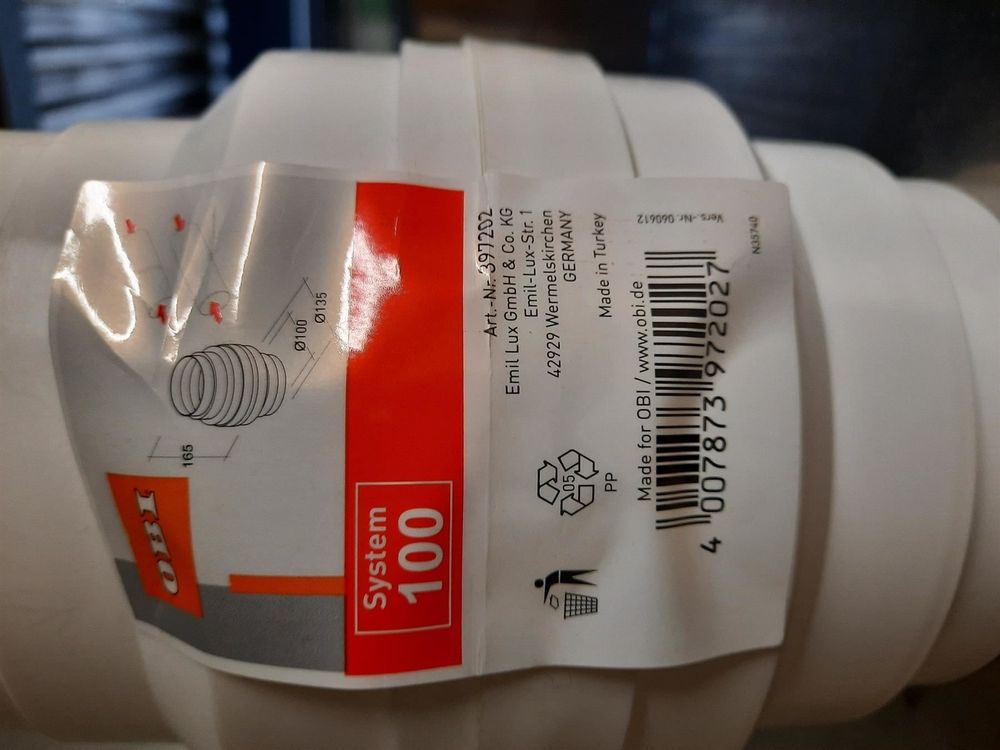 OBI
165
Ø100
Ø135
System
100
Art.-Nr. 397202
Emil Lux GmbH & Co. KG
Emil-Lux-Str. 1
42929 Wermelskirchen
GERMANY
Made in Turkey
05
PP
Made for OBI / www.obi.de
4 007873 972027
Vers.-Nr. 060612
N35740